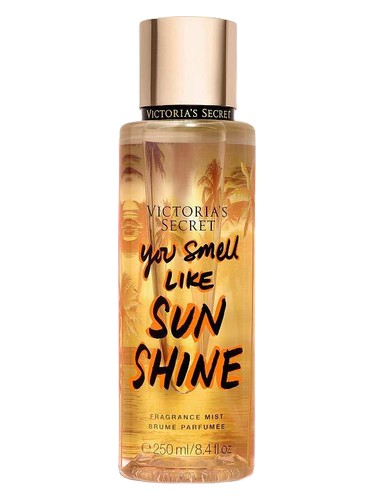 VICTORIA'S SECRET
VICTORIA'S
SECRET
you smell
LIKE
SUN
SHINE
FRAGRANCE MIST
BRUME PARFUMÉE
℮ 250 ml/8.4 fl oz